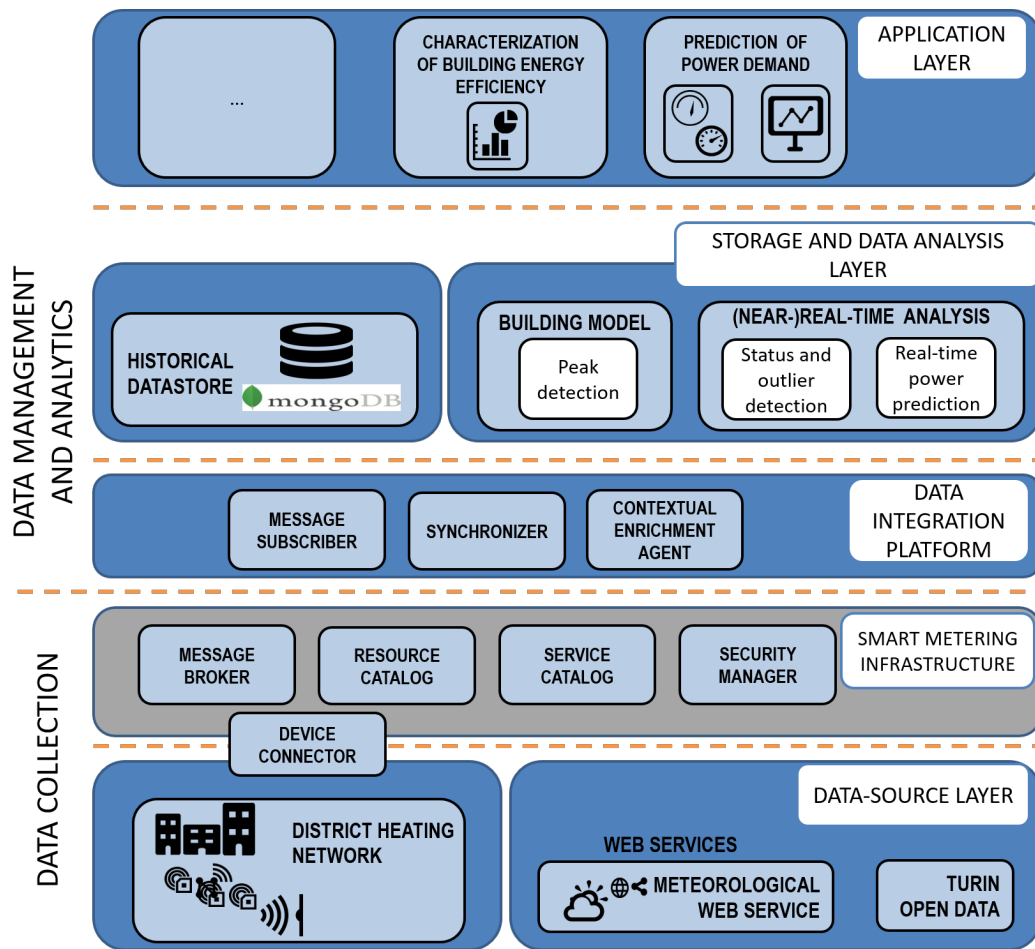 APPLICATION
LAYER
...
CHARACTERIZATION
OF BUILDING ENERGY
EFFICIENCY
PREDICTION OF
POWER DEMAND
DATA MANAGEMENT
AND ANALYTICS
STORAGE AND DATA ANALYSIS
LAYER
HISTORICAL
DATASTORE
mongoDB
BUILDING MODEL
Peak
detection
(NEAR-)REAL-TIME ANALYSIS
Status and
outlier
detection
Real-time
power
prediction
DATA
INTEGRATION
PLATFORM
MESSAGE
SUBSCRIBER
SYNCHRONIZER
CONTEXTUAL
ENRICHMENT
AGENT
DATA COLLECTION
SMART METERING
INFRASTRUCTURE
MESSAGE
BROKER
RESOURCE
CATALOG
SERVICE
CATALOG
SECURITY
MANAGER
DEVICE
CONNECTOR
DATA-SOURCE LAYER
DISTRICT HEATING
NETWORK
WEB SERVICES
METEOROLOGICAL
WEB SERVICE
TURIN
OPEN DATA